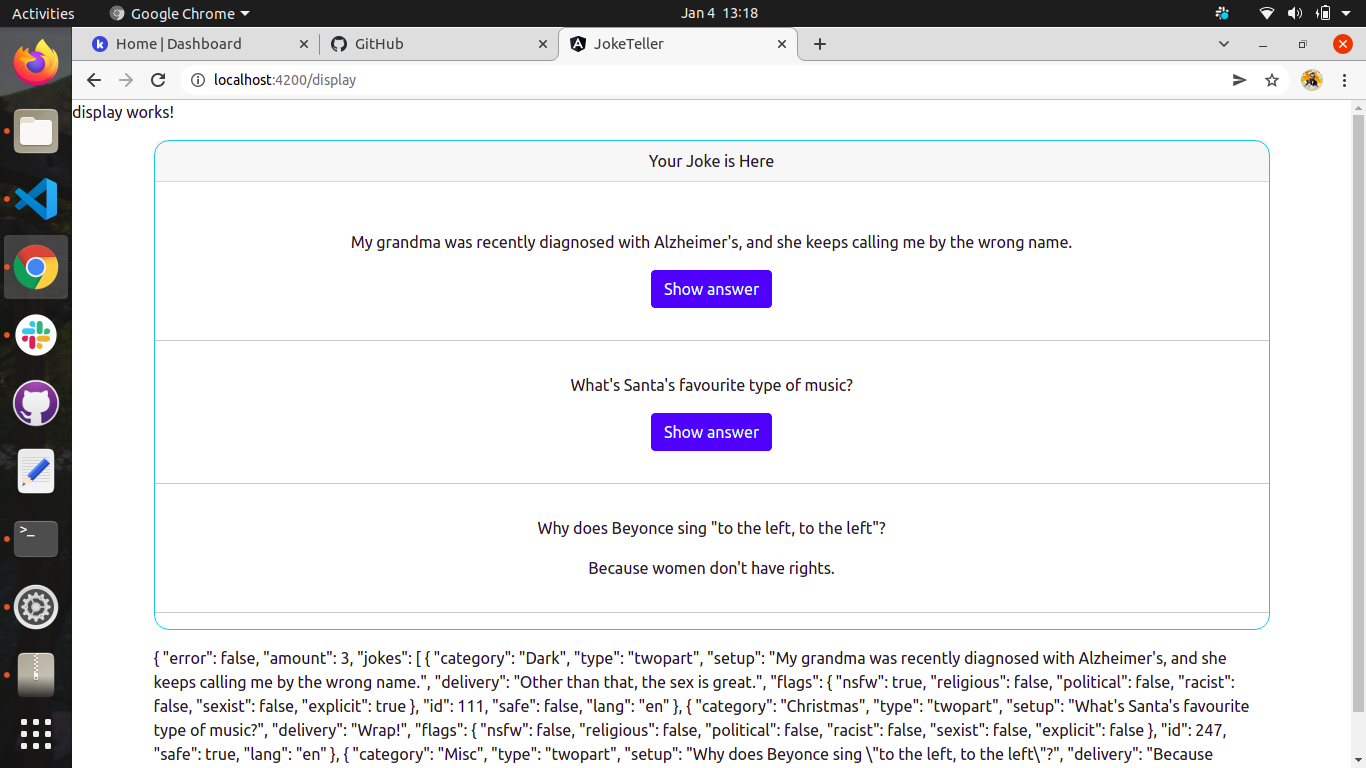 Activities Google Chrome Jan 4 13:18
Home | Dashboard GitHub JokeTeller
localhost:4200/display
display works!
Your Joke is Here
My grandma was recently diagnosed with Alzheimer's, and she keeps calling me by the wrong name.
Show answer
What's Santa's favourite type of music?
Show answer
Why does Beyonce sing "to the left, to the left"?
Because women don't have rights.
{ "error": false, "amount": 3, "jokes": [ { "category": "Dark", "type": "twopart", "setup": "My grandma was recently diagnosed with Alzheimer's, and she
keeps calling me by the wrong name.", "delivery": "Other than that, the sex is great.", "flags": { "nsfw": true, "religious": false, "political": false, "racist":
false, "sexist": false, "explicit": true }, "id": 111, "safe": false, "lang": "en" }, { "category": "Christmas", "type": "twopart", "setup": "What's Santa's favourite
type of music?", "delivery": "Wrap!", "flags": { "nsfw": false, "religious": false, "political": false, "racist": false, "sexist": false, "explicit": false }, "id": 247,
"safe": true, "lang": "en" }, { "category": "Misc", "type": "twopart", "setup": "Why does Beyonce sing \"to the left, to the left\"?", "delivery": "Because